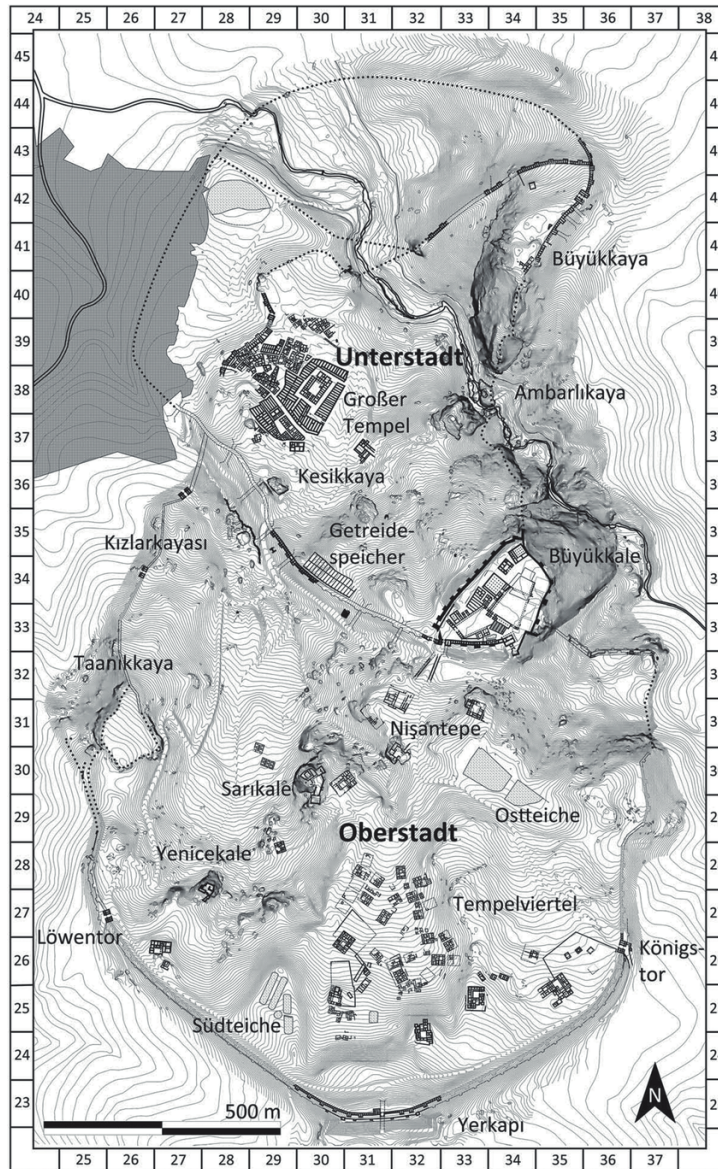 24 25 26 27 28 29 30 31 32 33 34 35 36 37 38
45
44
43
42
41
Büyükkaya
40
39
Unterstadt
38
Großer
Tempel
Ambarlıkaya
37
Kesikkaya
36
35
Getreide-
speicher
Kızlarkayası
Büyükkale
34
33
Taanıkkaya
32
31
Nişantepe
30
Sarıkale
Ostteiche
29
Oberstadt
28
Yenicekale
27
Tempelviertel
Löwentor
Königs-
tor
26
25
Südteiche
24
23
500 m
N
Yerkapı
25 26 27 28 29 30 31 32 33 34 35 36 37